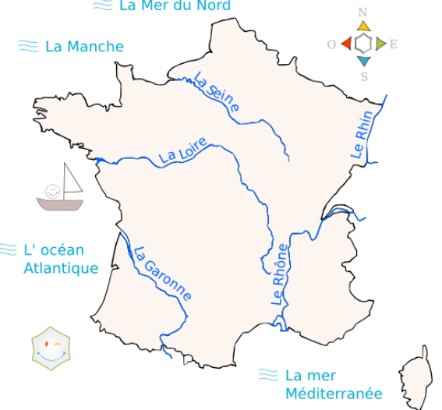 La Mer du Nord
La Manche
N
O
E
S
La Seine
Le Rhin
La Loire
L' océan
Atlantique
La Garonne
Le Rhône
La mer
Méditerranée